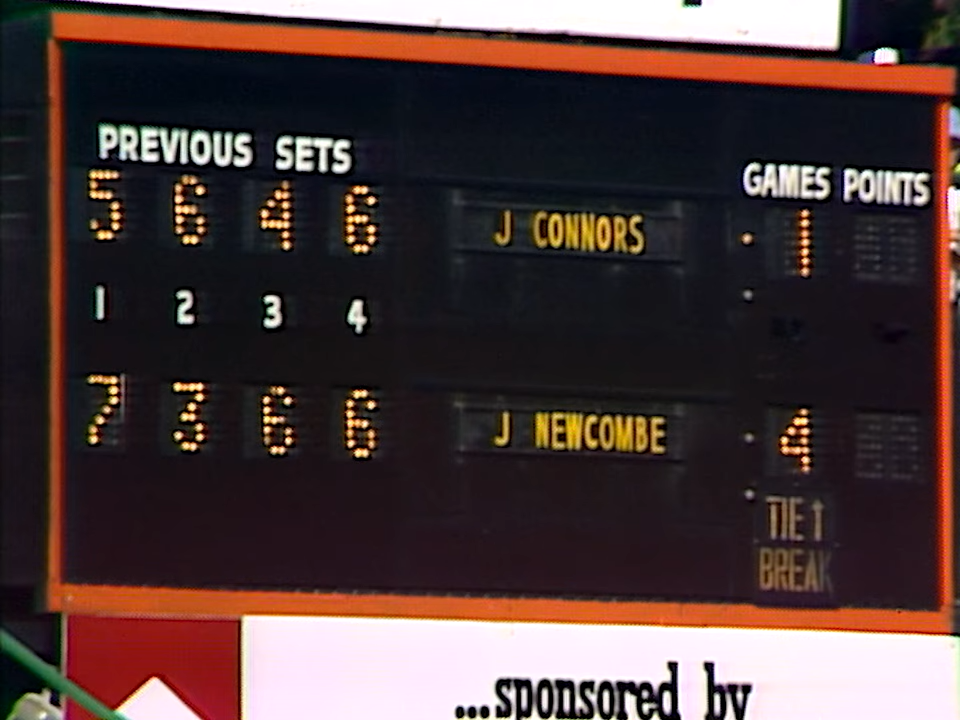 PREVIOUS SETS
GAMES POINTS
5 6 4 6 J CONNORS 1
1 2 3 4
7 3 6 6 J NEWCOMBE 4
TIE ↑
BREAK
...sponsored by